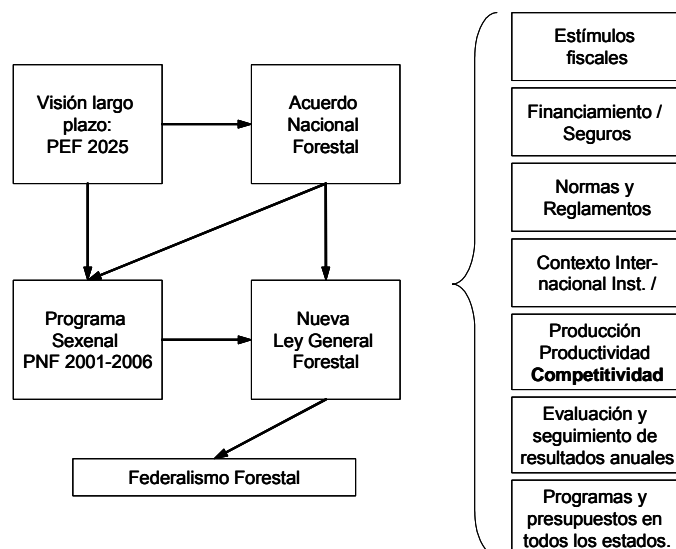 Visión largo
plazo:
PEF 2025
Acuerdo
Nacional
Forestal
Programa
Sexenal
PNF 2001-2006
Nueva
Ley General
Forestal
Federalismo Forestal
Estímulos
fiscales
Financiamiento /
Seguros
Normas y
Reglamentos
Contexto Inter-
nacional Inst. /
Producción
Productividad
Competitividad
Evaluación y
seguimiento de
resultados anuales
Programas y
presupuestos en
todos los estados.